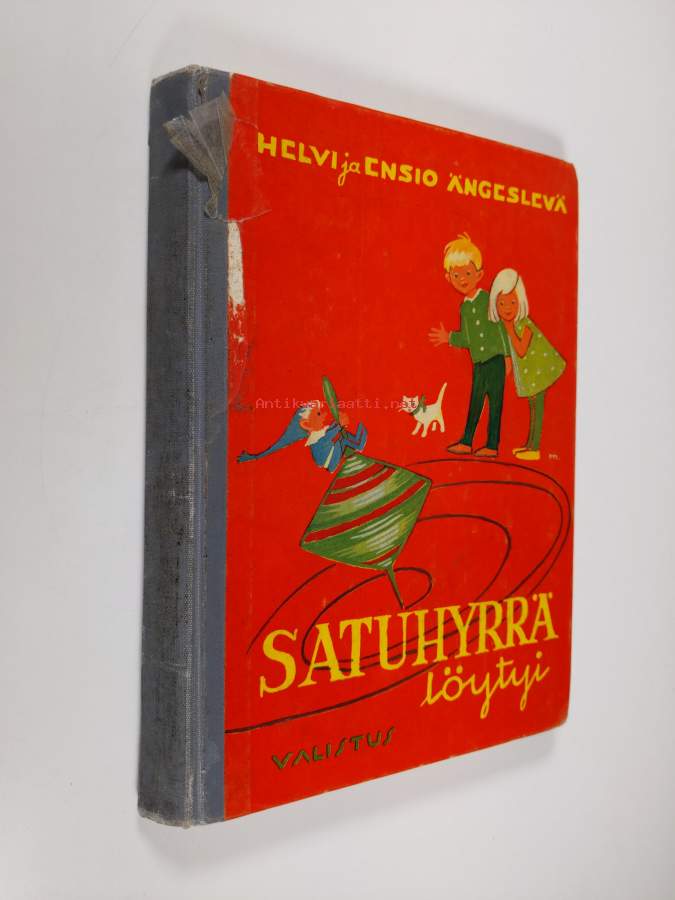 HELVI ja ENSIO ÄNGESLEVÄ
Antikvariaatti.net
SATUHYRRÄ
löytyi
VALISTUS